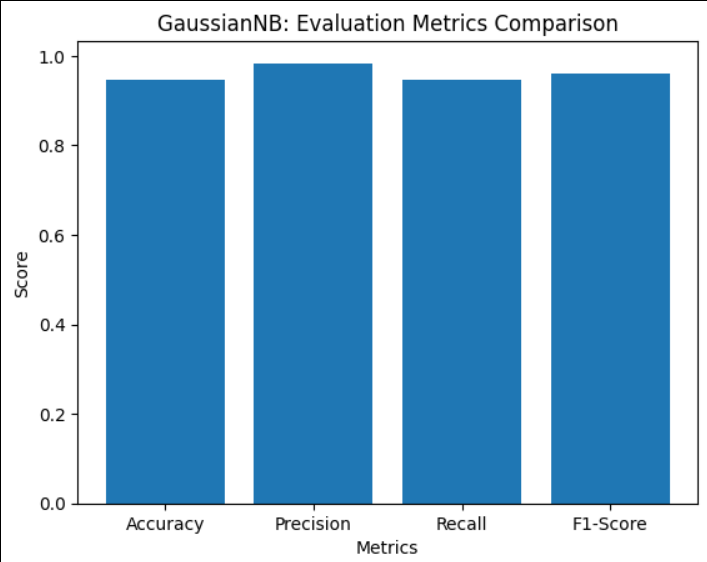 GaussianNB: Evaluation Metrics Comparison
1.0
0.8
0.6
0.4
0.2
0.0
Score
Accuracy Precision Recall F1-Score
Metrics